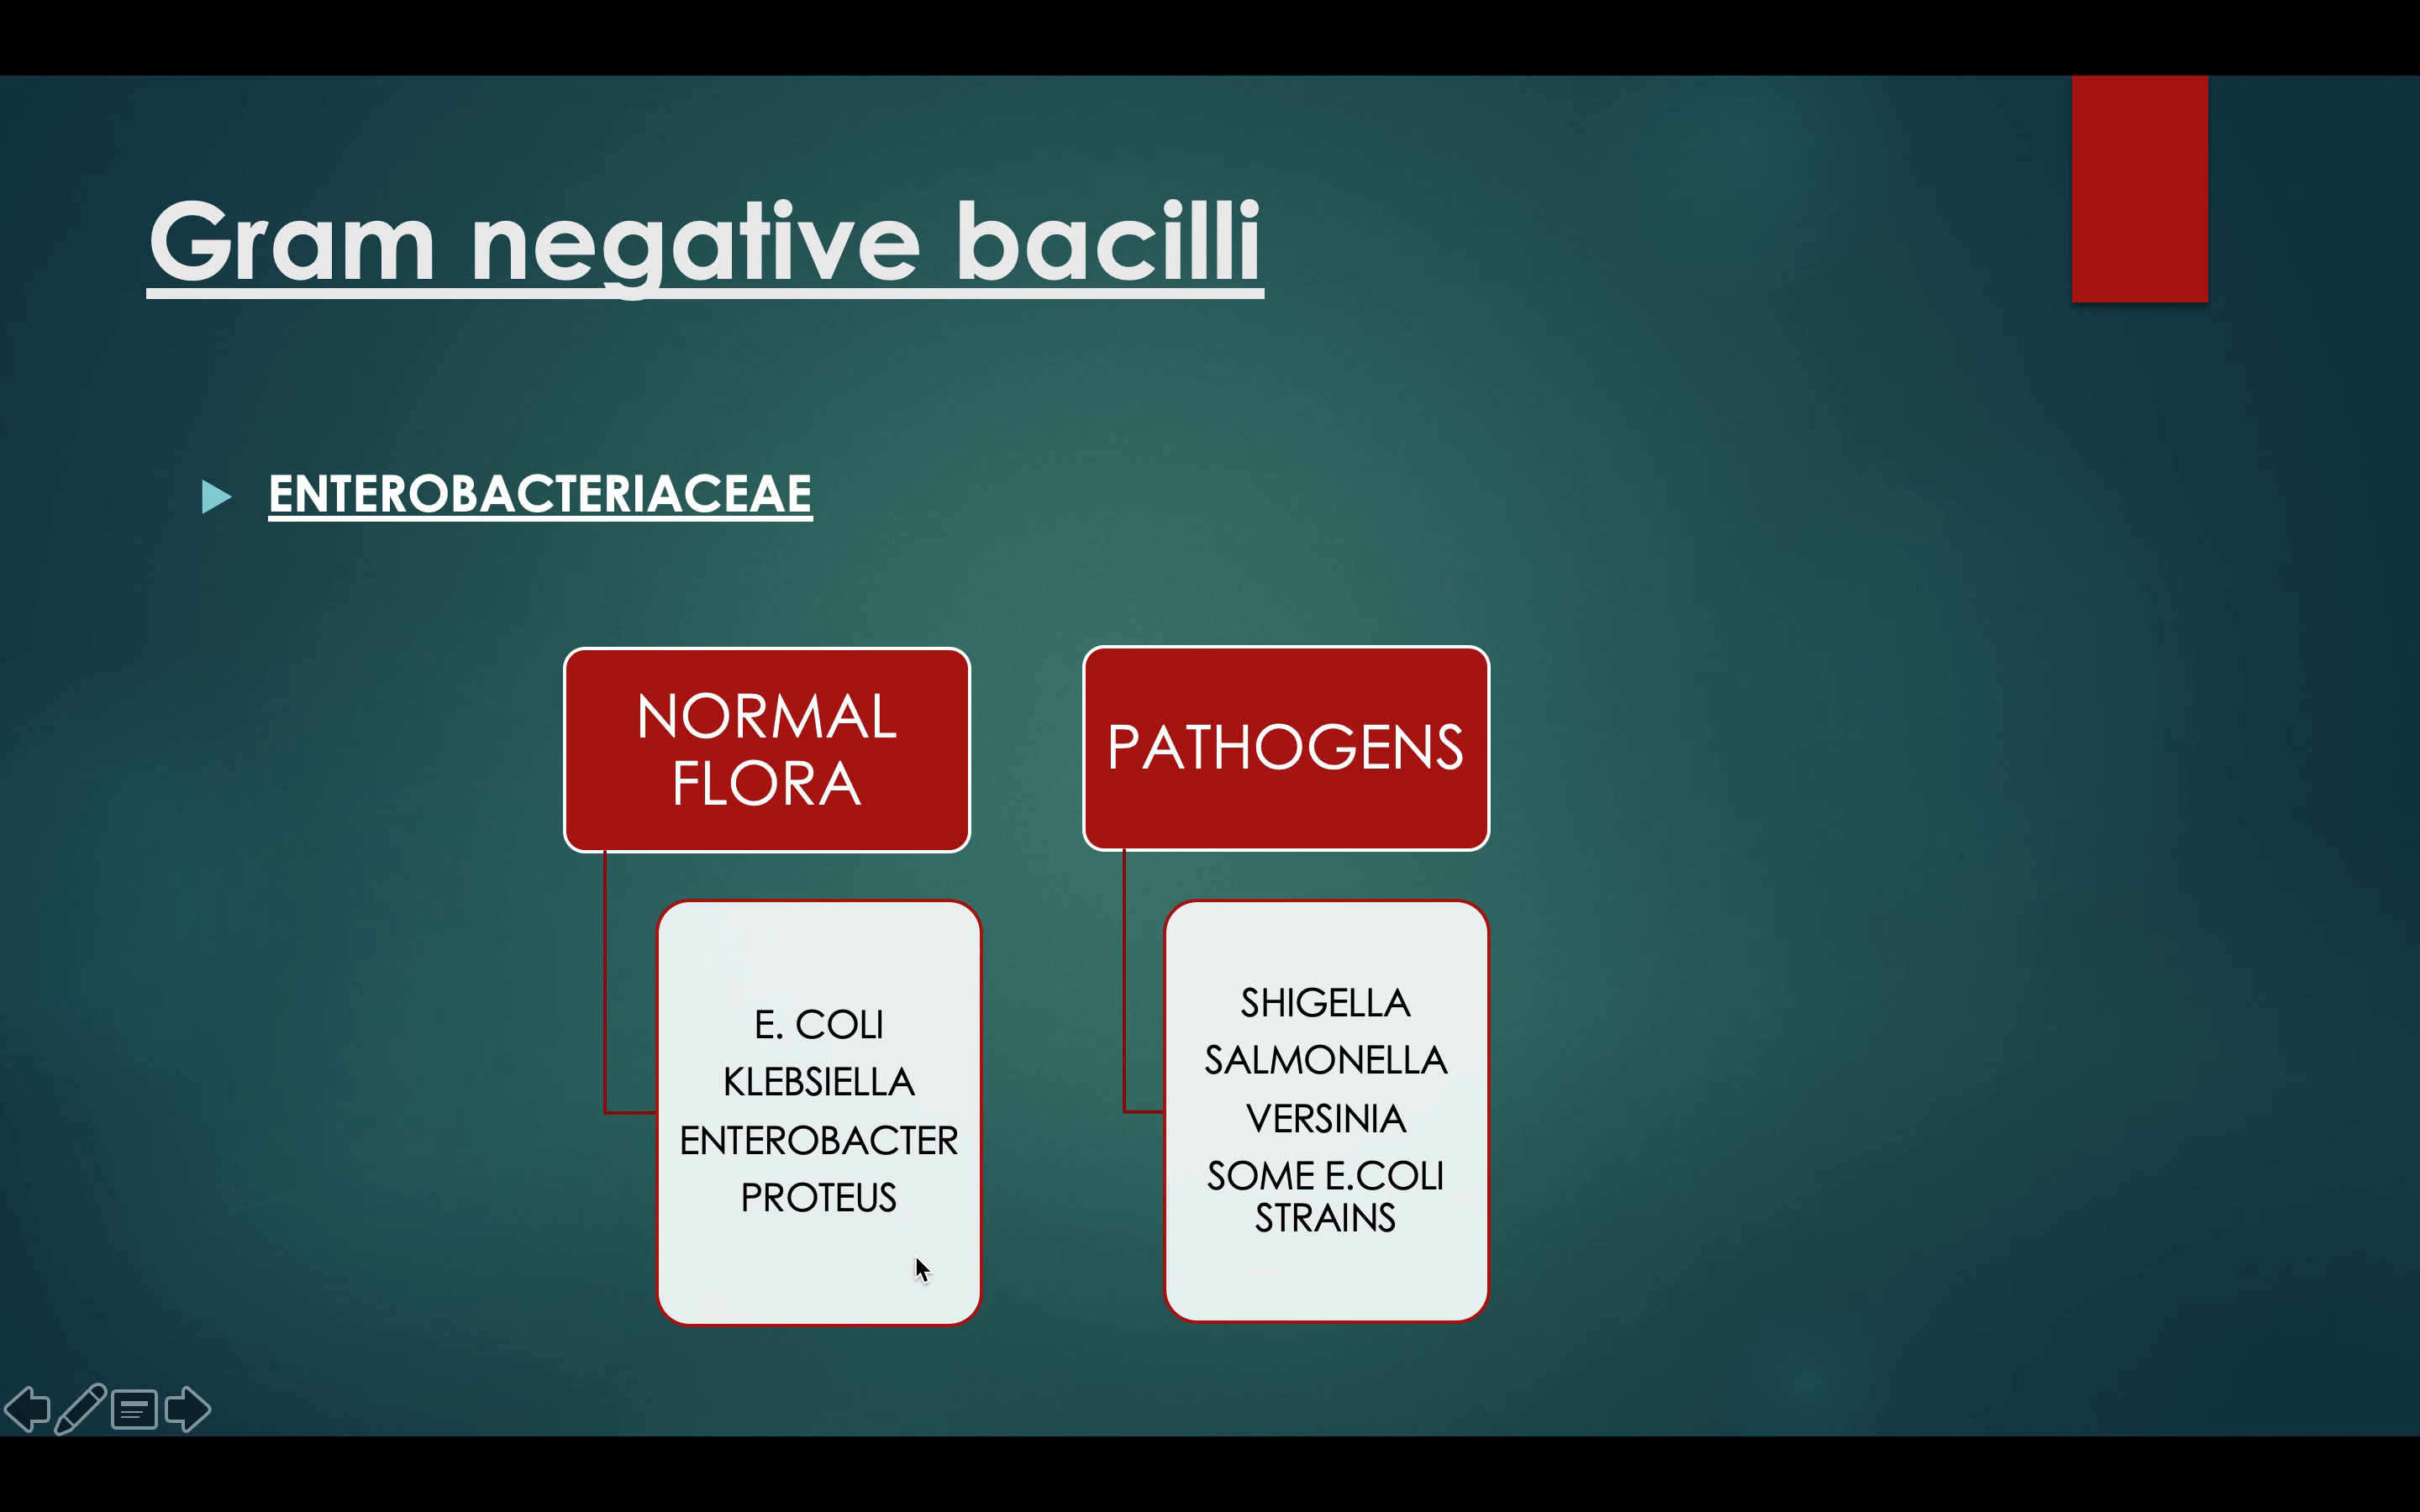 Gram negative bacilli
ENTEROBACTERIACEAE
NORMAL
FLORA
PATHOGENS
E. COLI
KLEBSIELLA
ENTEROBACTER
PROTEUS
SHIGELLA
SALMONELLA
VERSINIA
SOME E.COLI
STRAINS